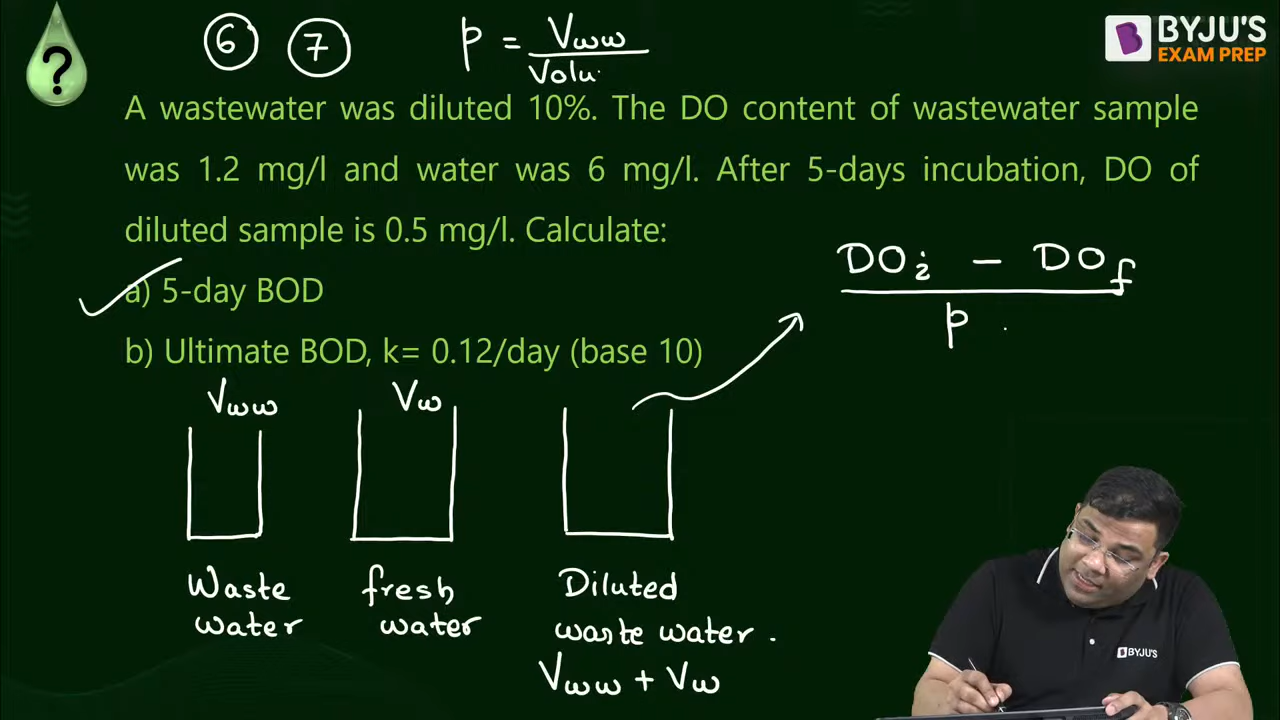 ?
6 7 p = Vww
Volu
BYJU'S
EXAM PREP
A wastewater was diluted 10%. The DO content of wastewater sample
was 1.2 mg/l and water was 6 mg/l. After 5-days incubation, DO of
diluted sample is 0.5 mg/l. Calculate:
DOi - DOf
p
a) 5-day BOD
b) Ultimate BOD, k= 0.12/day (base 10)
Vww Vw
Waste fresh Diluted
water water waste water.
Vww + Vw
BYJU'S